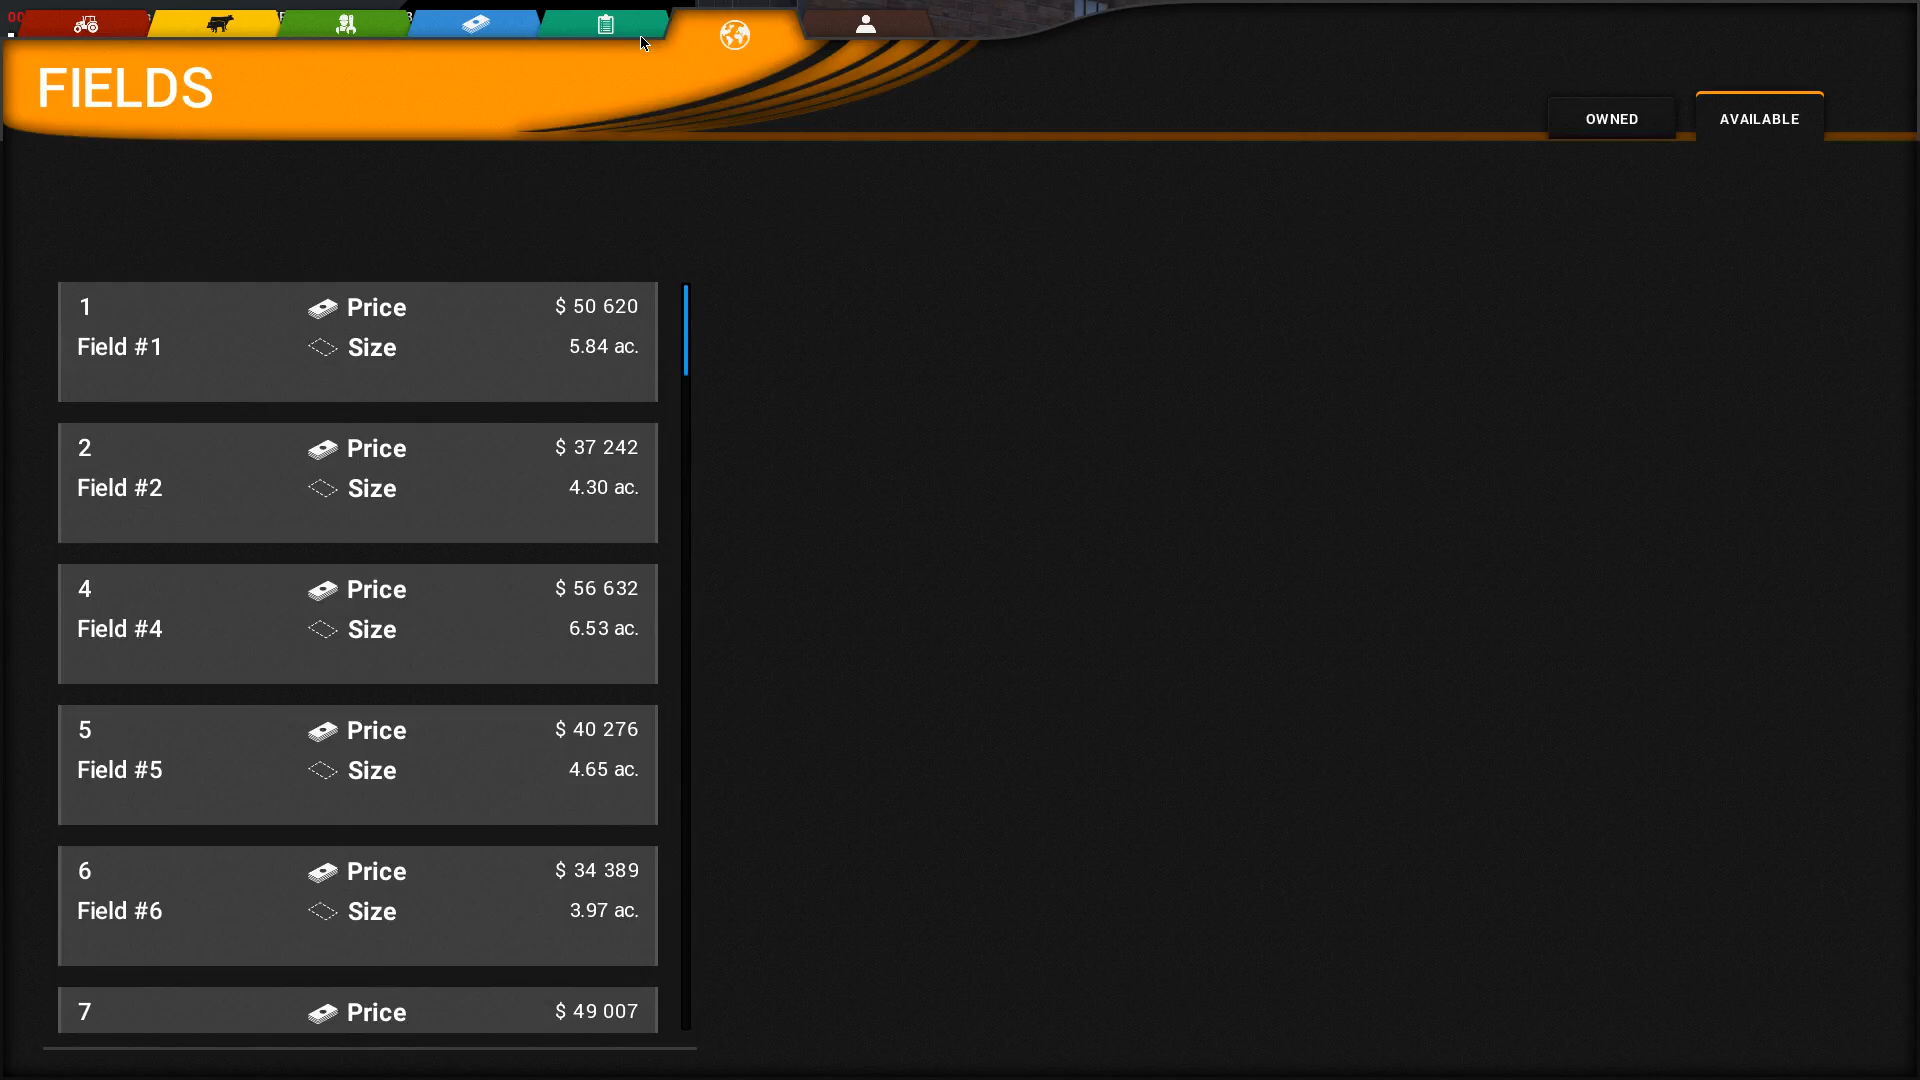 FIELDS
OWNED
AVAILABLE
1 Price $ 50 620
Field #1 Size 5.84 ac.
2 Price $ 37 242
Field #2 Size 4.30 ac.
4 Price $ 56 632
Field #4 Size 6.53 ac.
5 Price $ 40 276
Field #5 Size 4.65 ac.
6 Price $ 34 389
Field #6 Size 3.97 ac.
7 Price $ 49 007